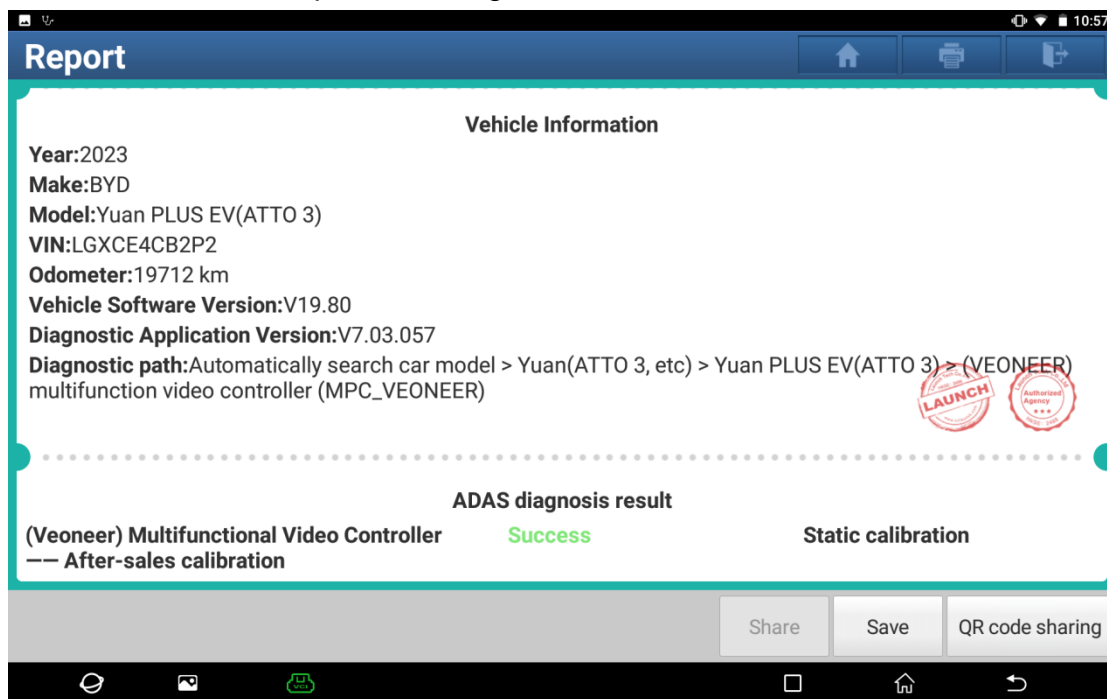 10:57
Report
Vehicle Information
Year:2023
Make:BYD
Model:Yuan PLUS EV(ATTO 3)
VIN:LGXCE4CB2P2
Odometer:19712 km
Vehicle Software Version:V19.80
Diagnostic Application Version:V7.03.057
Diagnostic path:Automatically search car model > Yuan(ATTO 3, etc) > Yuan PLUS EV(ATTO 3) > (VEONEER)
multifunction video controller (MPC_VEONEER)
LAUNCH
Authorized
Agency
ADAS diagnosis result
(Veoneer) Multifunctional Video Controller Success Static calibration
—— After-sales calibration
Share Save QR code sharing
VCI